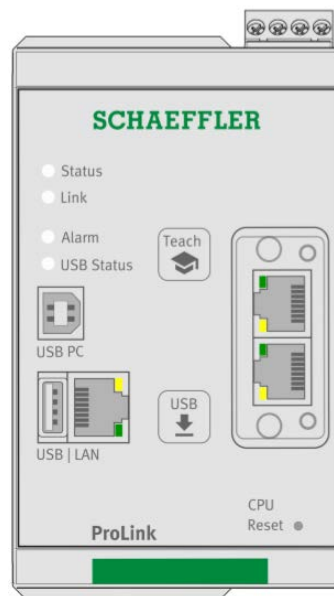 SCHAEFFLER
Status
Link
Alarm
USB Status
Teach
USB PC
USB
USB | LAN
CPU
Reset
ProLink